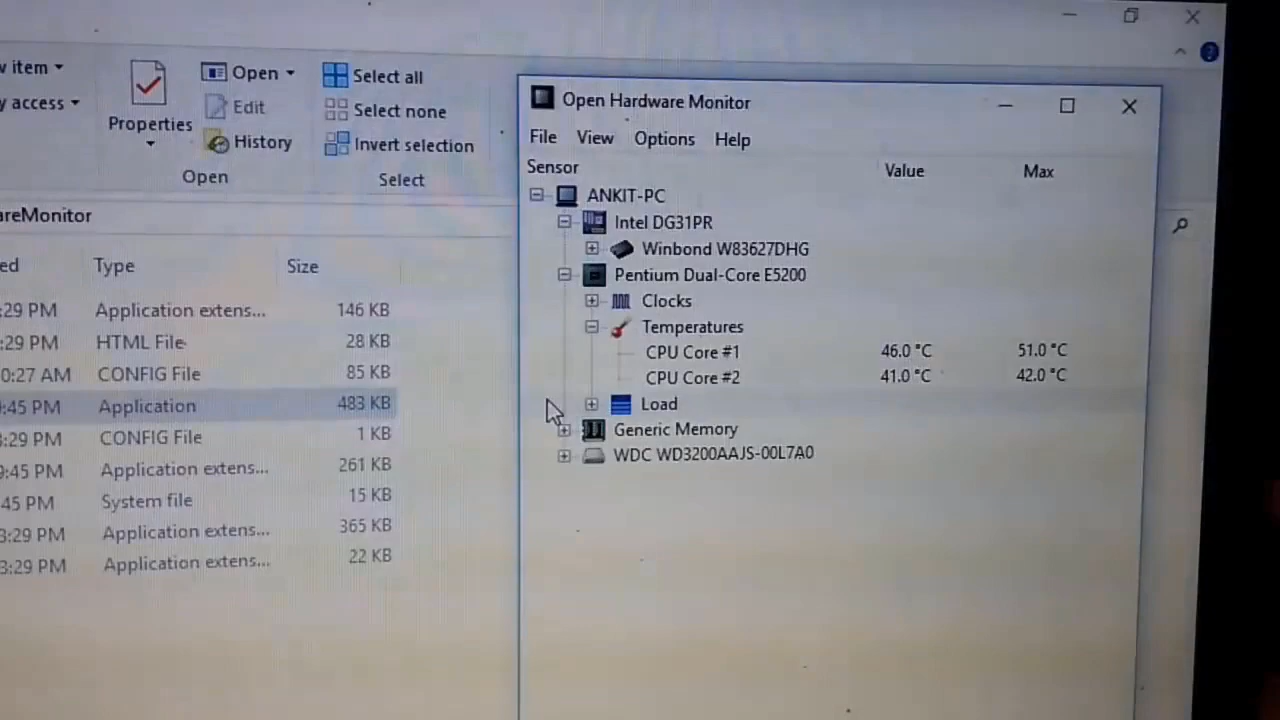 w item
y access
Properties
Open
Edit
History
Open
Select all
Select none
Invert selection
Select
areMonitor
ed Type Size
:29 PM Application extens... 146 KB
:29 PM HTML File 28 KB
0:27 AM CONFIG File 85 KB
:45 PM Application 483 KB
3:29 PM CONFIG File 1 KB
9:45 PM Application extens... 261 KB
45 PM System file 15 KB
3:29 PM Application extens... 365 KB
3:29 PM Application extens... 22 KB
Open Hardware Monitor
File View Options Help
Sensor Value Max
ANKIT-PC
Intel DG31PR
Winbond W83627DHG
Pentium Dual-Core E5200
Clocks
Temperatures
CPU Core #1 46.0 °C 51.0 °C
CPU Core #2 41.0 °C 42.0 °C
Load
Generic Memory
WDC WD3200AAJS-00L7A0